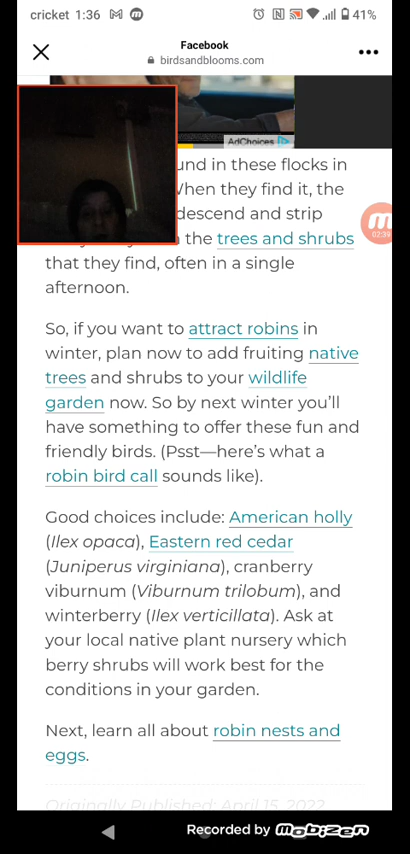 cricket 1:36 41%
Facebook
birdsandblooms.com
AdChoices
und in these flocks in
When they find it, the
descend and strip
the trees and shrubs
that they find, often in a single
afternoon.
02:39
So, if you want to attract robins in
winter, plan now to add fruiting native
trees and shrubs to your wildlife
garden now. So by next winter you'll
have something to offer these fun and
friendly birds. (Psst—here's what a
robin bird call sounds like).
Good choices include: American holly
(Ilex opaca), Eastern red cedar
(Juniperus virginiana), cranberry
viburnum (Viburnum trilobum), and
winterberry (Ilex verticillata). Ask at
your local native plant nursery which
berry shrubs will work best for the
conditions in your garden.
Next, learn all about robin nests and
eggs.
Originally Published: April 15, 2022
Recorded by Mobizen